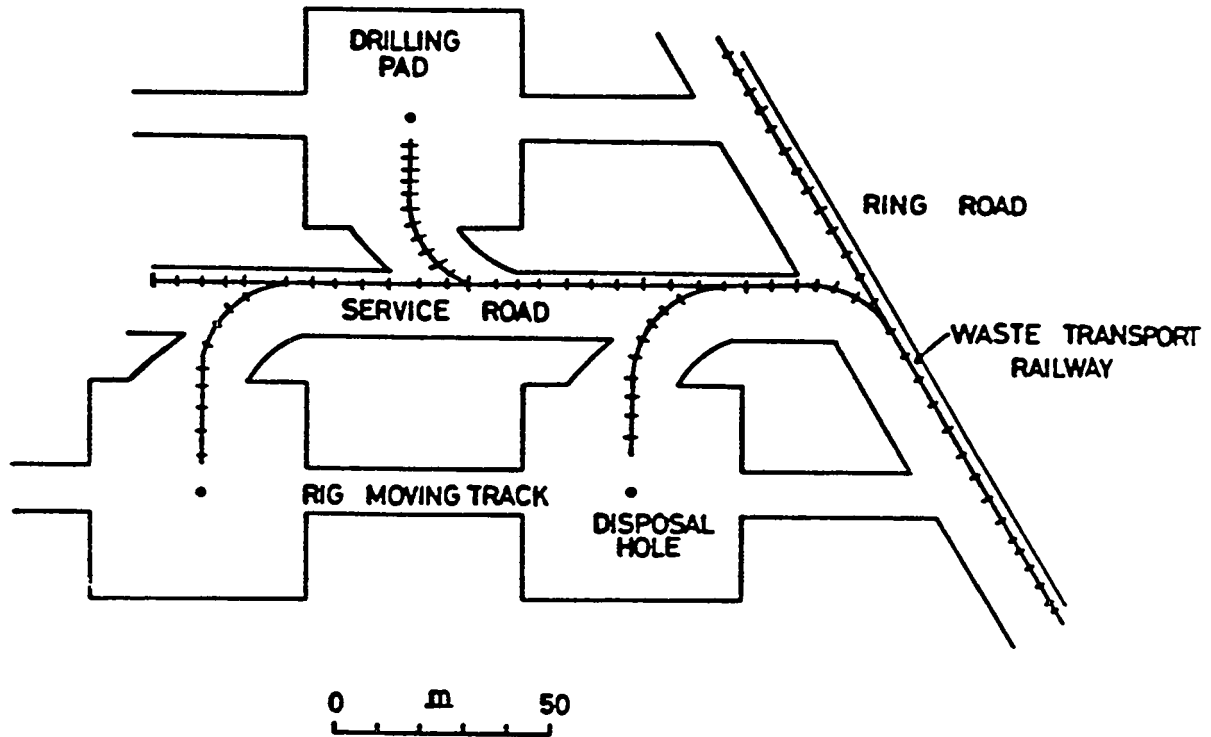 DRILLING
PAD
RING ROAD
SERVICE ROAD
WASTE TRANSPORT
RAILWAY
RIG MOVING TRACK
DISPOSAL
HOLE
0 m 50